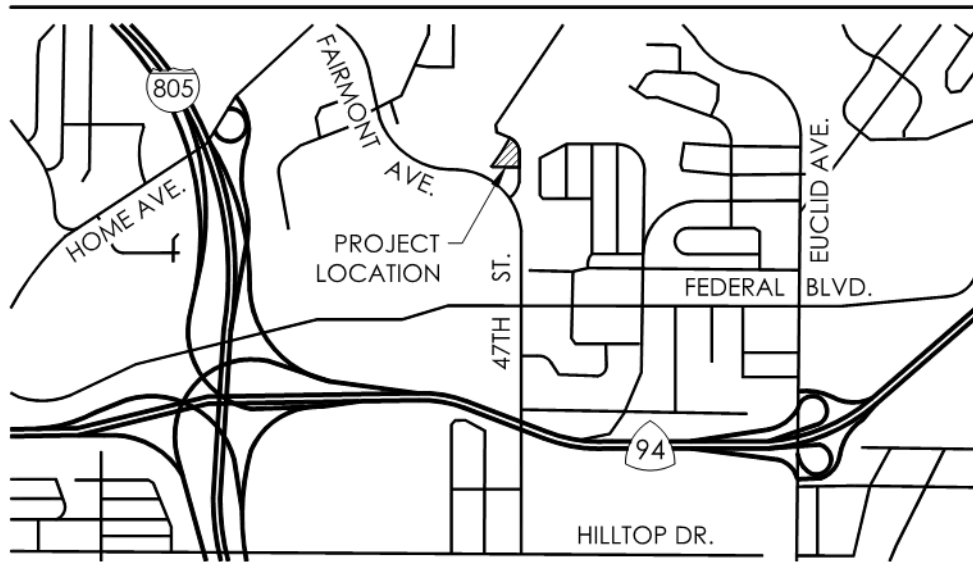 805
FAIRMONT
AVE.
HOME AVE.
EUCLID AVE.
PROJECT
LOCATION
47TH ST.
FEDERAL BLVD.
94
HILLTOP DR.